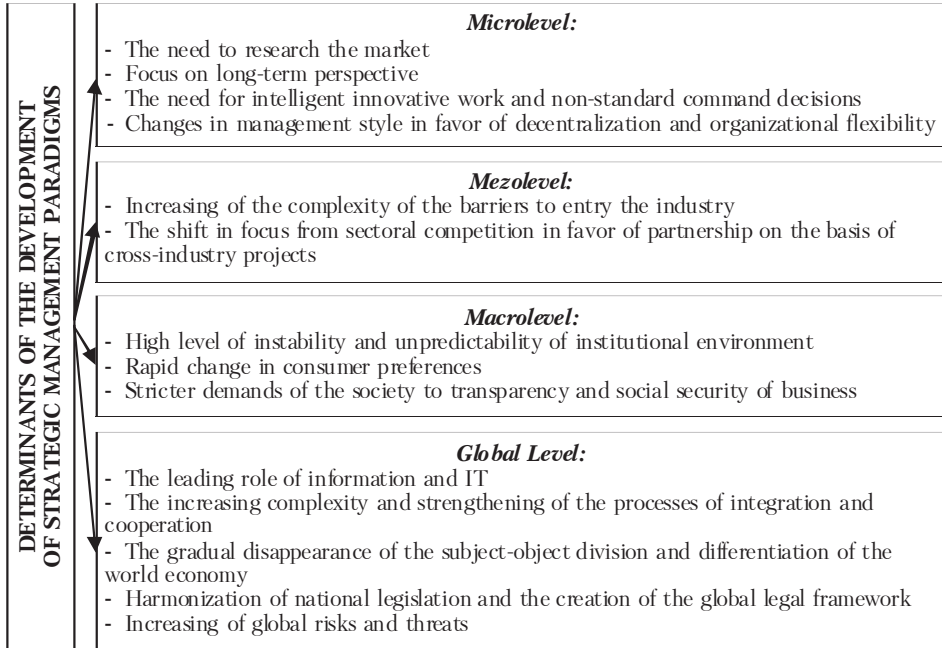 DETERMINANTS OF THE DEVELOPMENT
OF STRATEGIC MANAGEMENT PARADIGMS
Microlevel:
- The need to research the market
- Focus on long-term perspective
- The need for intelligent innovative work and non-standard command decisions
- Changes in management style in favor of decentralization and organizational flexibility
Mezolevel:
- Increasing of the complexity of the barriers to entry the industry
- The shift in focus from sectoral competition in favor of partnership on the basis of
cross-industry projects
Macrolevel:
- High level of instability and unpredictability of institutional environment
- Rapid change in consumer preferences
- Stricter demands of the society to transparency and social security of business
Global Level:
- The leading role of information and IT
- The increasing complexity and strengthening of the processes of integration and
cooperation
- The gradual disappearance of the subject-object division and differentiation of the
world economy
- Harmonization of national legislation and the creation of the global legal framework
- Increasing of global risks and threats